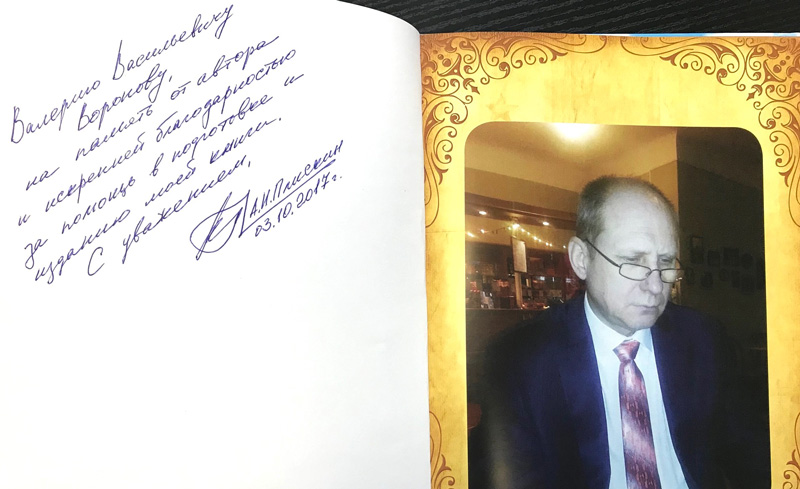 Валерию Васильевичу
Воронову,
на память от автора
и искренней благодарностью
за помощь в подготовке и
изданию моей книги.
С уважением,
А.Н.Плискин
03.10.2017г.